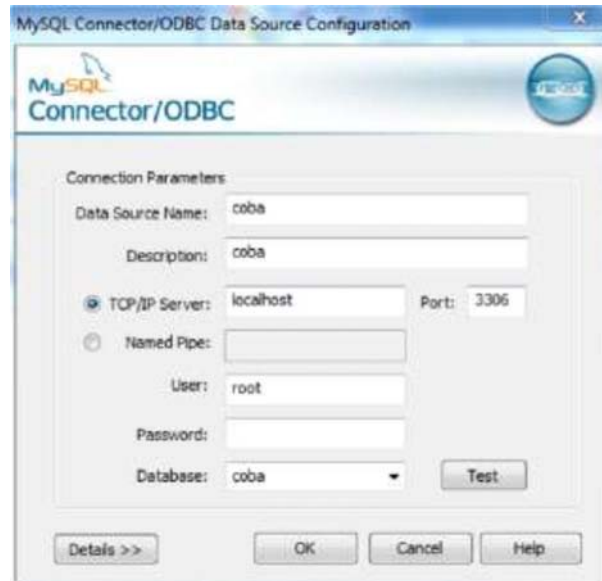 MySQL Connector/ODBC Data Source Configuration
MySQL
Connector/ODBC
Connection Parameters
Data Source Name: coba
Description: coba
TCP/IP Server: localhost Port: 3306
Named Pipe:
User: root
Password:
Database: coba Test
Details >> OK Cancel Help